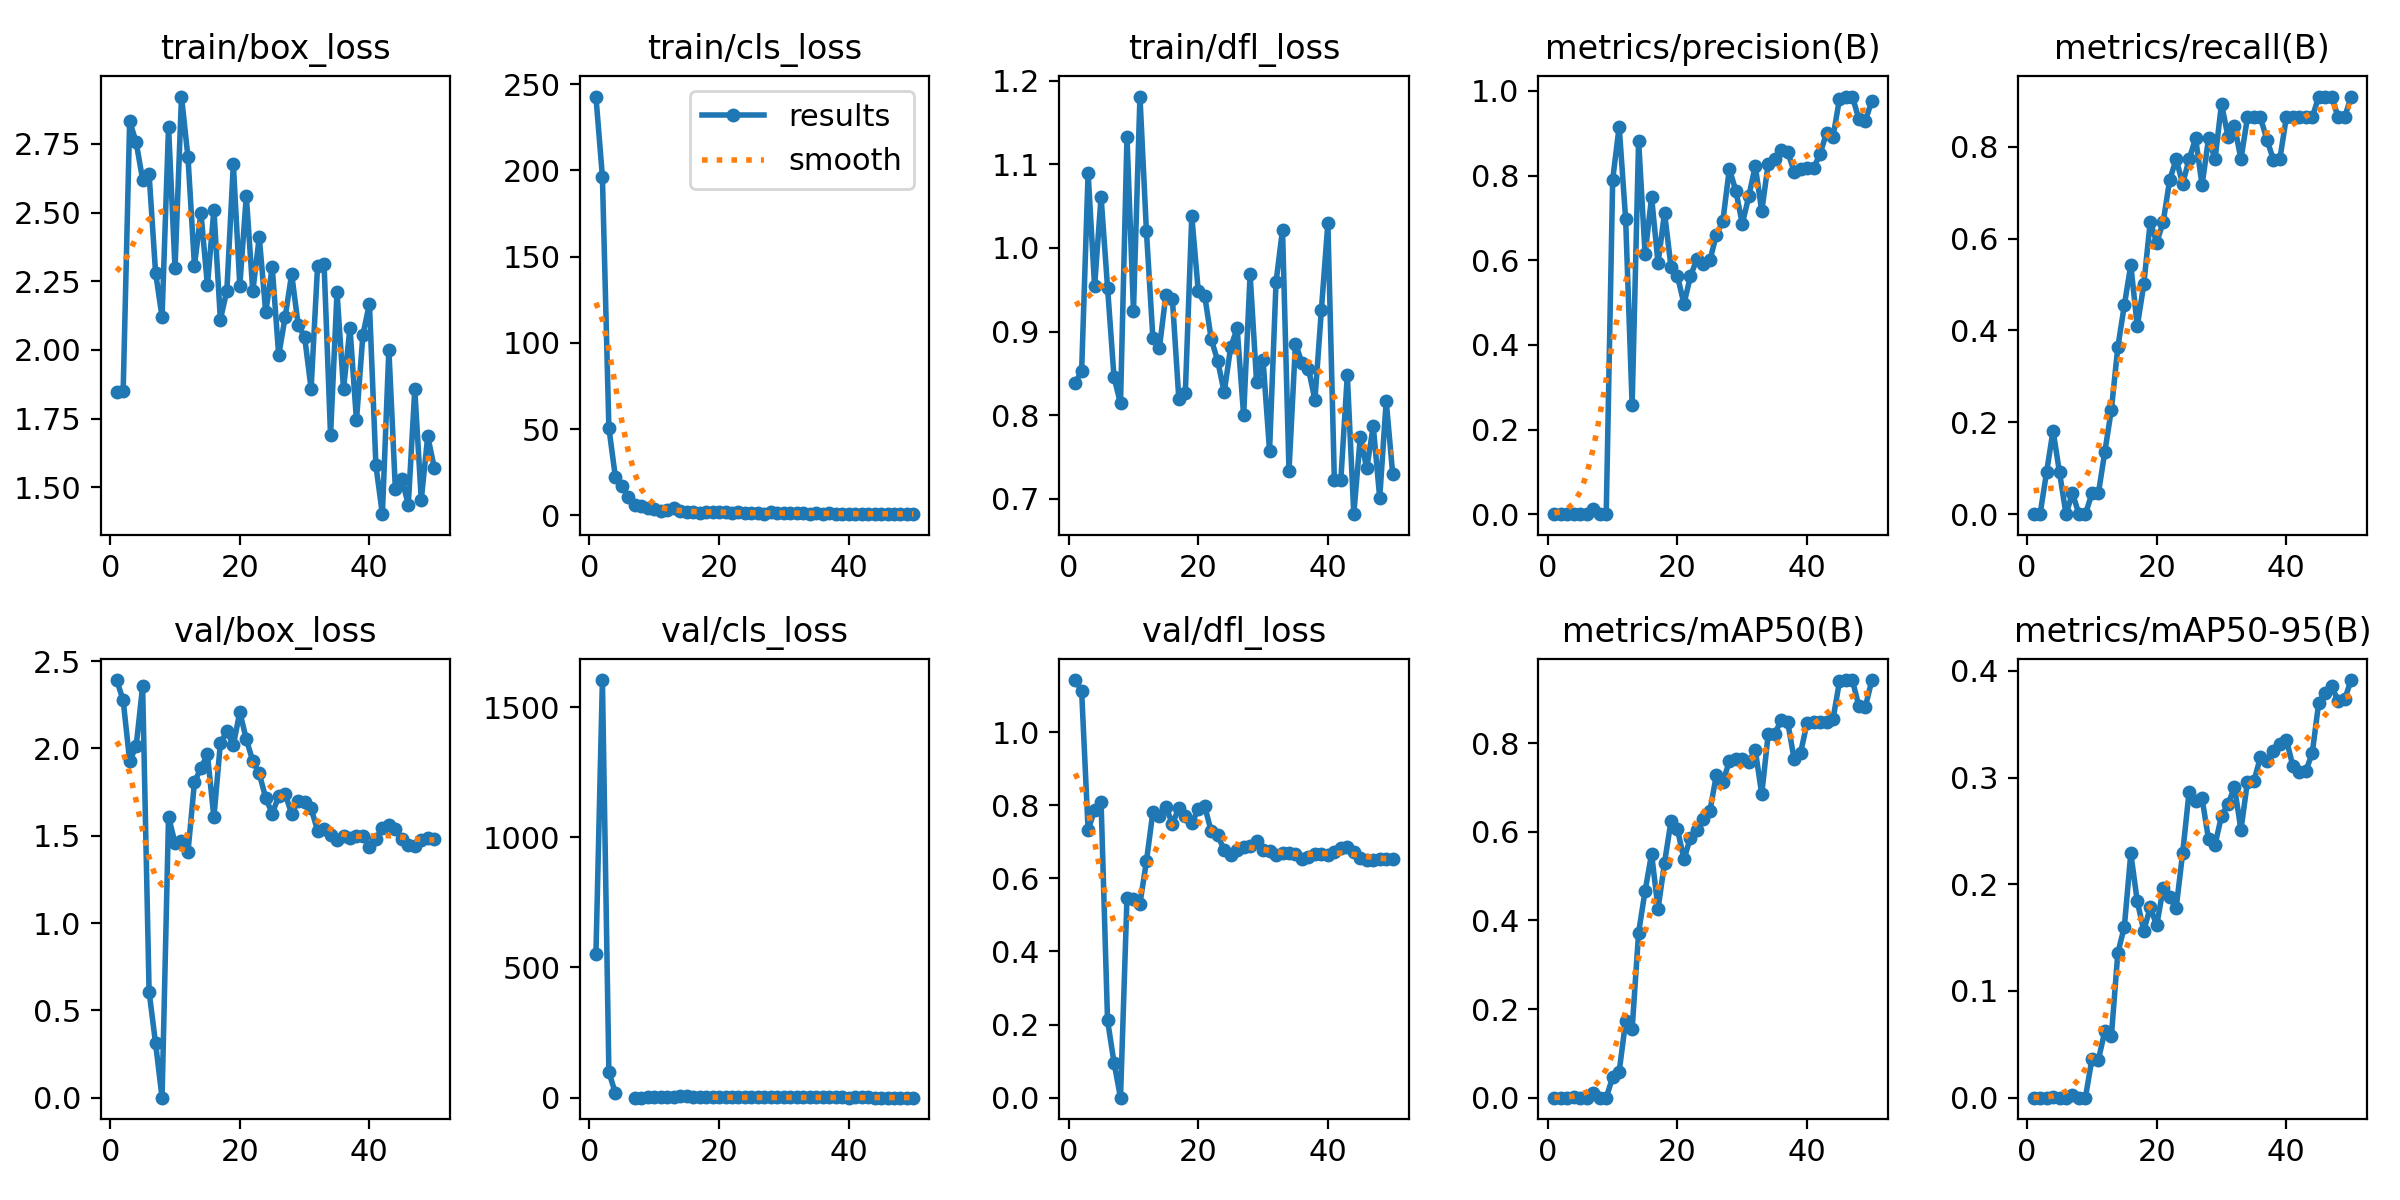 train/box_loss
train/cls_loss
train/dfl_loss
metrics/precision(B)
metrics/recall(B)
2.75
2.50
2.25
2.00
1.75
1.50
0 20 40
250
200
150
100
50
0
0 20 40
results
smooth
1.2
1.1
1.0
0.9
0.8
0.7
0 20 40
1.0
0.8
0.6
0.4
0.2
0.0
0 20 40
0.8
0.6
0.4
0.2
0.0
0 20 40
val/box_loss
val/cls_loss
val/dfl_loss
metrics/mAP50(B)
metrics/mAP50-95(B)
2.5
2.0
1.5
1.0
0.5
0.0
0 20 40
1500
1000
500
0
0 20 40
1.0
0.8
0.6
0.4
0.2
0.0
0 20 40
0.8
0.6
0.4
0.2
0.0
0 20 40
0.4
0.3
0.2
0.1
0.0
0 20 40